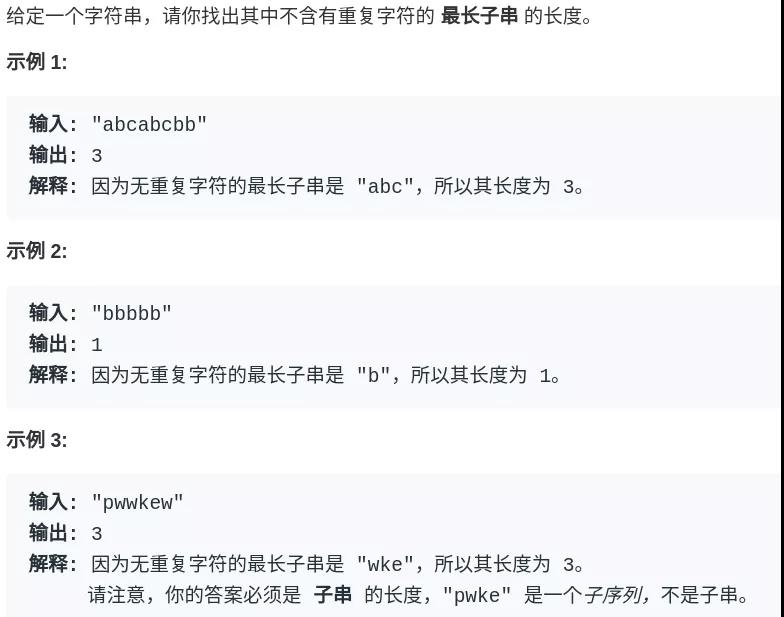 给定一个字符串，请你找出其中不含有重复字符的 最长子串 的长度。
示例 1:
输入: "abcabcbb"
输出: 3
解释: 因为无重复字符的最长子串是 "abc"，所以其长度为 3。
示例 2:
输入: "bbbbb"
输出: 1
解释: 因为无重复字符的最长子串是 "b"，所以其长度为 1。
示例 3:
输入: "pwwkew"
输出: 3
解释: 因为无重复字符的最长子串是 "wke"，所以其长度为 3。
请注意，你的答案必须是 子串 的长度，"pwke" 是一个子序列，不是子串。